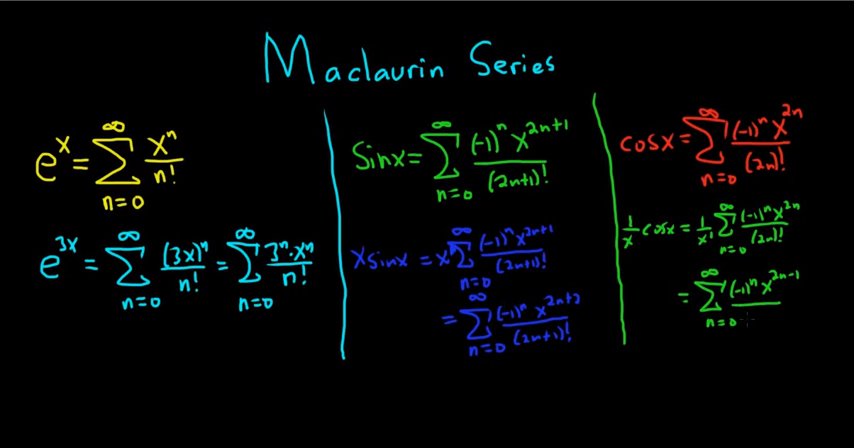 Maclaurin Series
e^x = ∑_{n=0}^{∞} x^n / n!
e^{3x} = ∑_{n=0}^{∞} (3x)^n / n! = ∑_{n=0}^{∞} 3^n · x^n / n!
Sinx = ∑_{n=0}^{∞} (-1)^n x^{2n+1} / (2n+1)!
xsinx = x^1 ∑_{n=0}^{∞} (-1)^n x^{2n+1} / (2n+1)!
= ∑_{n=0}^{∞} (-1)^n x^{2n+2} / (2n+1)!
cosx = ∑_{n=0}^{∞} (-1)^n x^{2n} / (2n)!
1/x cosx = 1/x^1 ∑_{n=0}^{∞} (-1)^n x^{2n} / (2n)!
= ∑_{n=0}^{∞} (-1)^n x^{2n-1}